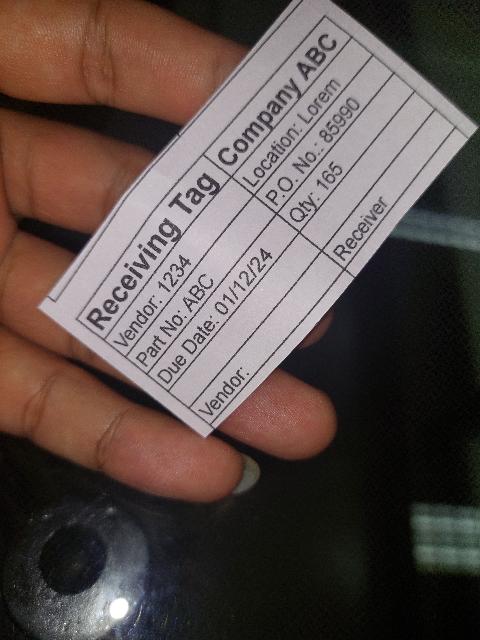 Receiving Tag Company ABC
Vendor: 1234 Location: Lorem
Part No: ABC P.O. No.: 85990
Due Date: 01/12/24 Qty: 165
Vendor: Receiver